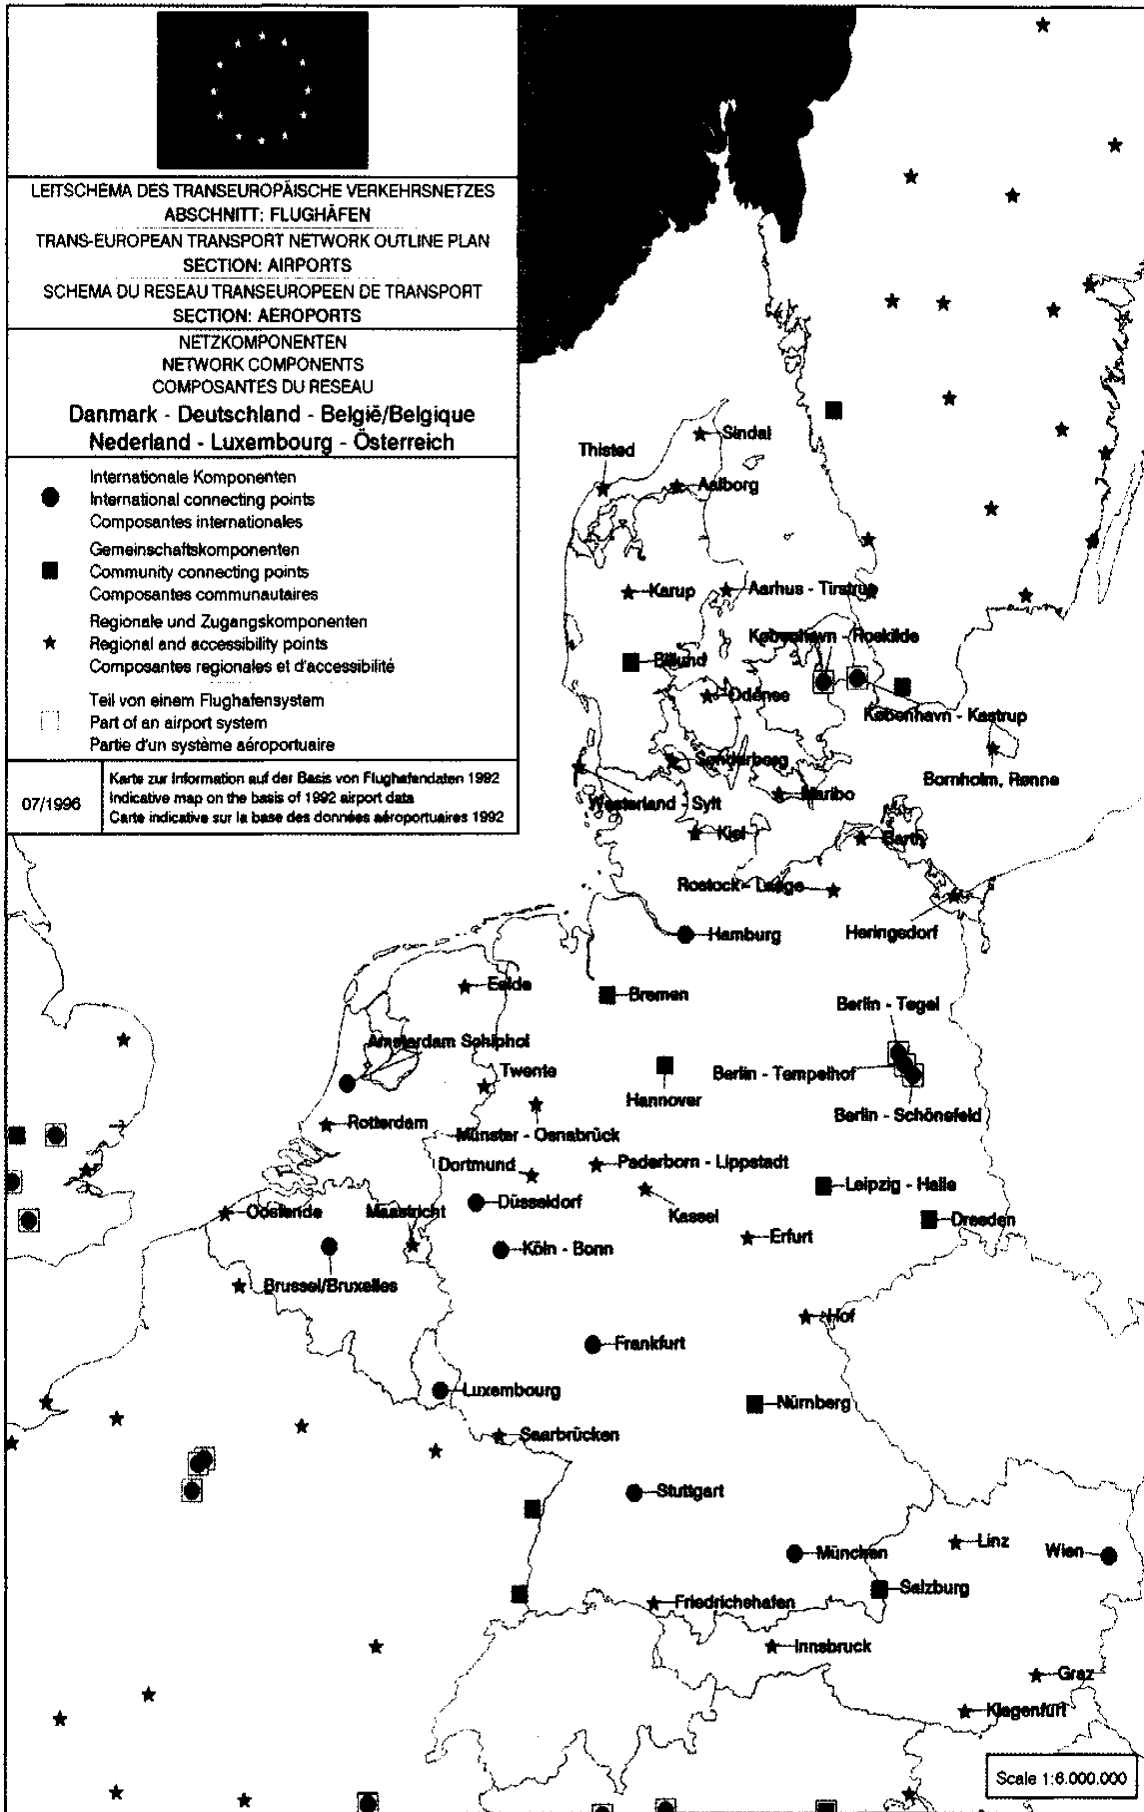 LEITSCHEMA DES TRANSEUROPÄISCHE VERKEHRSNETZES
ABSCHNITT: FLUGHÄFEN
TRANS-EUROPEAN TRANSPORT NETWORK OUTLINE PLAN
SECTION: AIRPORTS
SCHEMA DU RESEAU TRANSEUROPEEN DE TRANSPORT
SECTION: AEROPORTS
NETZKOMPONENTEN
NETWORK COMPONENTS
COMPOSANTES DU RESEAU
Danmark - Deutschland - België/Belgique
Nederland - Luxembourg - Österreich
Internationale Komponenten
International connecting points
Composantes internationales
Gemeinschaftskomponenten
Community connecting points
Composantes communautaires
Regionale und Zugangskomponenten
Regional and accessibility points
Composantes regionales et d'accessibilité
Teil von einem Flughafensystem
Part of an airport system
Partie d'un système aéroportuaire
07/1996
Karte zur Information auf der Basis von Flughafendaten 1992
Indicative map on the basis of 1992 airport data
Carte indicative sur la base des données aéroportuaires 1992
Sindal
Thisted
Aalborg
Karup
Aarhus - Tirstrup
København - Roskilde
Billund
Odense
København - Kastrup
Sønderborg
Bornholm, Rønne
Westerland - Sylt
Maribo
Kiel
Barth
Rostock - Laage
Heringsdorf
Hamburg
Eelde
Bremen
Berlin - Tegel
Amsterdam Schiphol
Twente
Berlin - Tempelhof
Hannover
Berlin - Schönefeld
Rotterdam
Münster - Osnabrück
Dortmund
Paderborn - Lippstadt
Leipzig - Halle
Düsseldorf
Kassel
Oostende
Maastricht
Dresden
Erfurt
Köln - Bonn
Brussel/Bruxelles
Hof
Frankfurt
Luxembourg
Nürnberg
Saarbrücken
Stuttgart
Linz
Wien
München
Salzburg
Friedrichshafen
Innsbruck
Graz
Klagenfurt
Scale 1:6.000.000